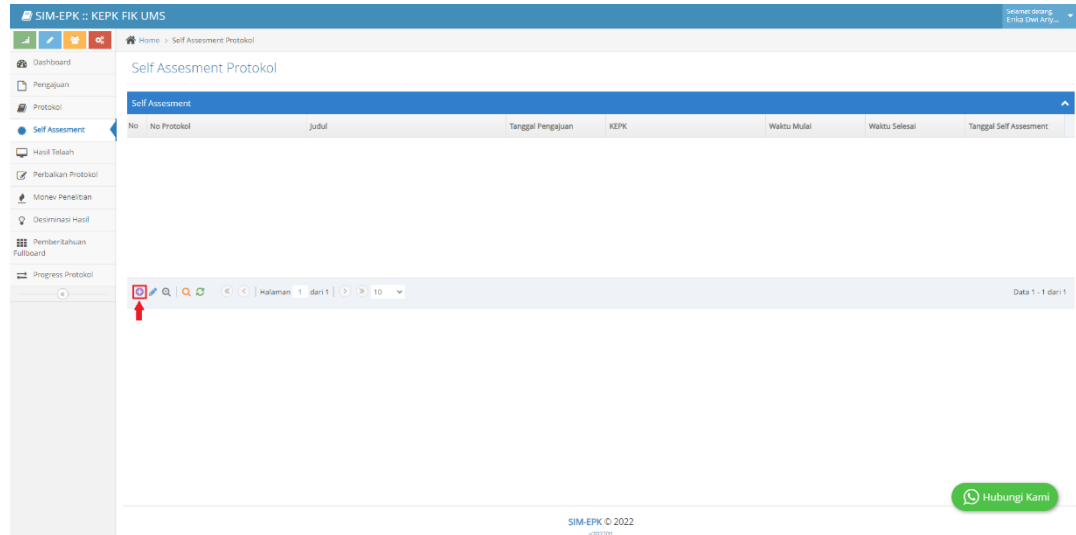 SIM-EPK :: KEPK FIK UMS
Selamat datang,
Erika Dwi Ariy...
Home > Self Assesment Protokol
Dashboard
Pengajuan
Protokol
Self Assesment
Hasil Telaah
Perbaikan Protokol
Monev Penelitian
Desiminasi Hasil
Pemberitahuan
Fullboard
Progress Protokol
Self Assesment Protokol
Self Assesment
No No Protokol Judul Tanggal Pengajuan KEPK Waktu Mulai Waktu Selesai Tanggal Self Assesment
Halaman 1 dari 1 10 Data 1 - 1 dari 1
Hubungi Kami
SIM-EPK © 2022